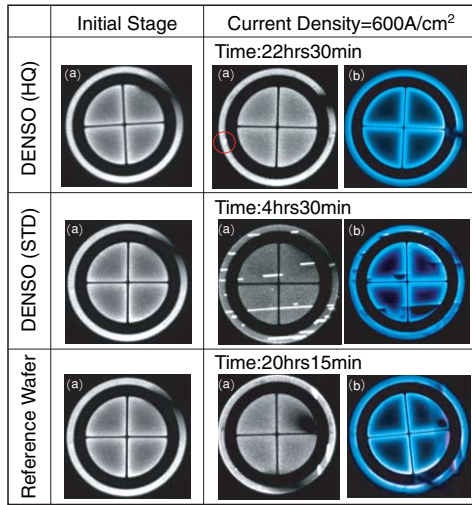 Initial Stage
Current Density=600A/cm²
DENSO (HQ)
Time:22hrs30min
(a)
(a)
(b)
DENSO (STD)
Time:4hrs30min
(a)
(a)
(b)
Reference Wafer
Time:20hrs15min
(a)
(a)
(b)